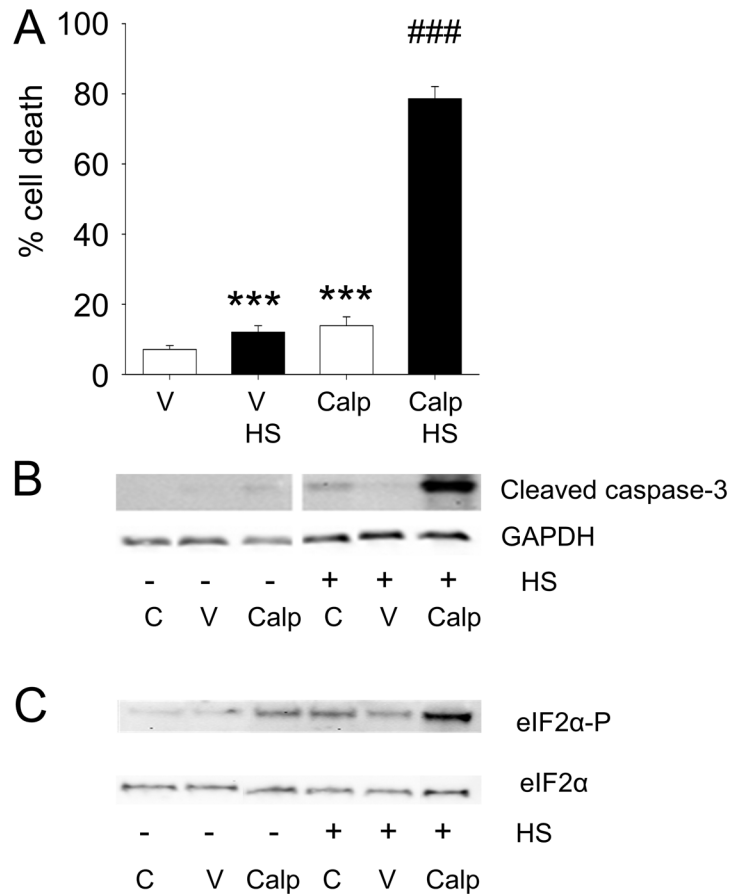 A
% cell death
100
80
60
40
20
0
***
***
###
V V Calp Calp
HS HS
B
Cleaved caspase-3
GAPDH
- - - + + + HS
C V Calp C V Calp
C
eIF2α-P
eIF2α
- - - + + + HS
C V Calp C V Calp